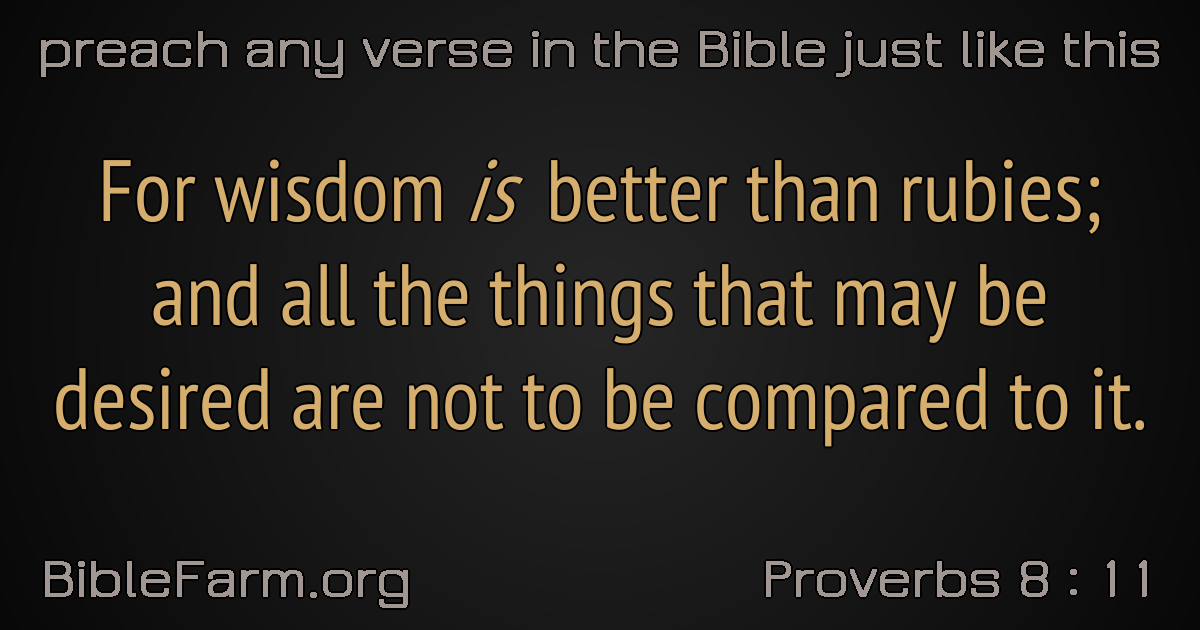 preach any verse in the Bible just like this
For wisdom is better than rubies;
and all the things that may be
desired are not to be compared to it.
BibleFarm.org
Proverbs 8 : 11